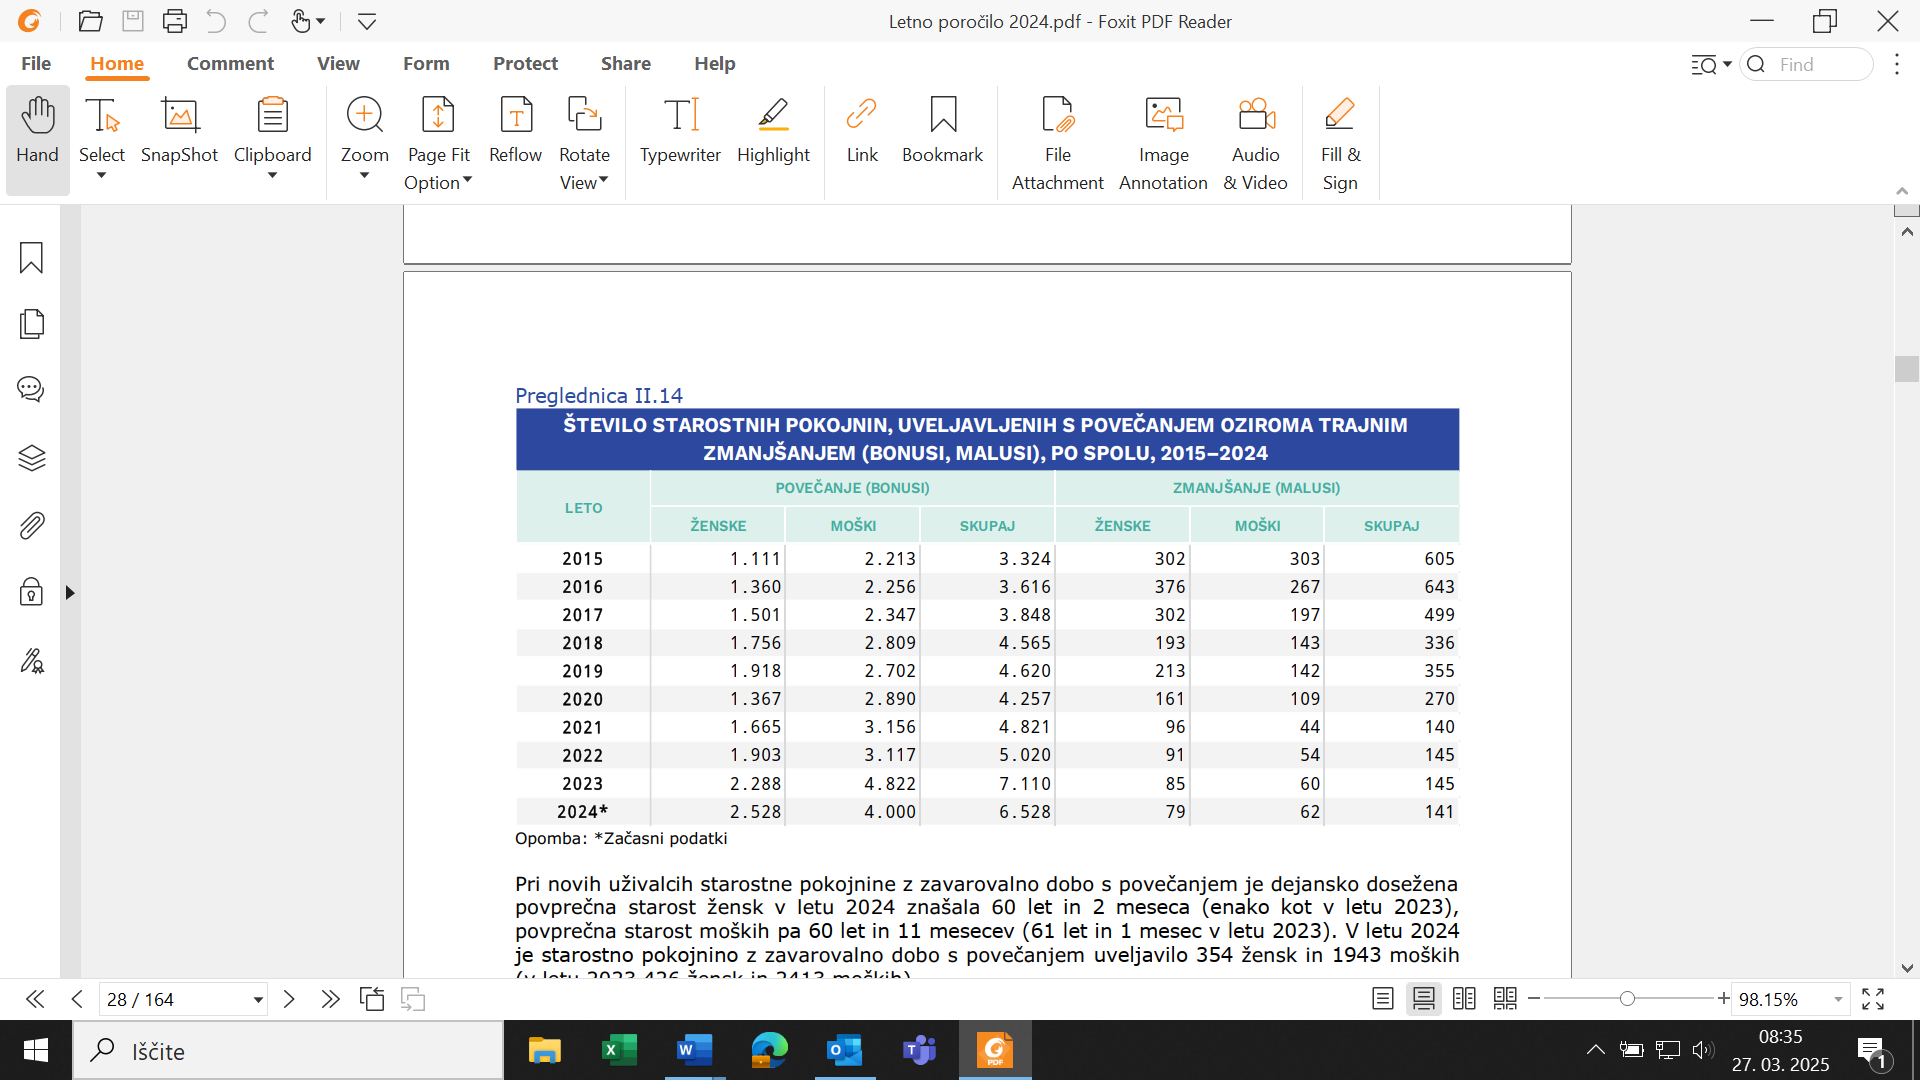 Letno poročilo 2024.pdf - Foxit PDF Reader
File Home Comment View Form Protect Share Help
Find
Hand
Select
SnapShot
Clipboard
Zoom
Page Fit Option
Reflow
Rotate View
Typewriter
Highlight
Link
Bookmark
File Attachment
Image Annotation
Audio & Video
Fill & Sign
Preglednica II.14
ŠTEVILO STAROSTNIH POKOJNIN, UVELJAVLJENIH S POVEČANJEM OZIROMA TRAJNIM
ZMANJŠANJEM (BONUSI, MALUSI), PO SPOLU, 2015–2024
LETO POVEČANJE (BONUSI) ZMANJŠANJE (MALUSI)
ŽENSKE MOŠKI SKUPAJ ŽENSKE MOŠKI SKUPAJ
2015 1.111 2.213 3.324 302 303 605
2016 1.360 2.256 3.616 376 267 643
2017 1.501 2.347 3.848 302 197 499
2018 1.756 2.809 4.565 193 143 336
2019 1.918 2.702 4.620 213 142 355
2020 1.367 2.890 4.257 161 109 270
2021 1.665 3.156 4.821 96 44 140
2022 1.903 3.117 5.020 91 54 145
2023 2.288 4.822 7.110 85 60 145
2024* 2.528 4.000 6.528 79 62 141
Opomba: *Začasni podatki
Pri novih uživalcih starostne pokojnine z zavarovalno dobo s povečanjem je dejansko dosežena
povprečna starost žensk v letu 2024 znašala 60 let in 2 meseca (enako kot v letu 2023),
povprečna starost moških pa 60 let in 11 mesecev (61 let in 1 mesec v letu 2023). V letu 2024
je starostno pokojnino z zavarovalno dobo s povečanjem uveljavilo 354 žensk in 1943 moških
(v letu 2023 426 žensk in 2413 moških).
28 / 164
98.15%
Iščite
08:35
27. 03. 2025
1